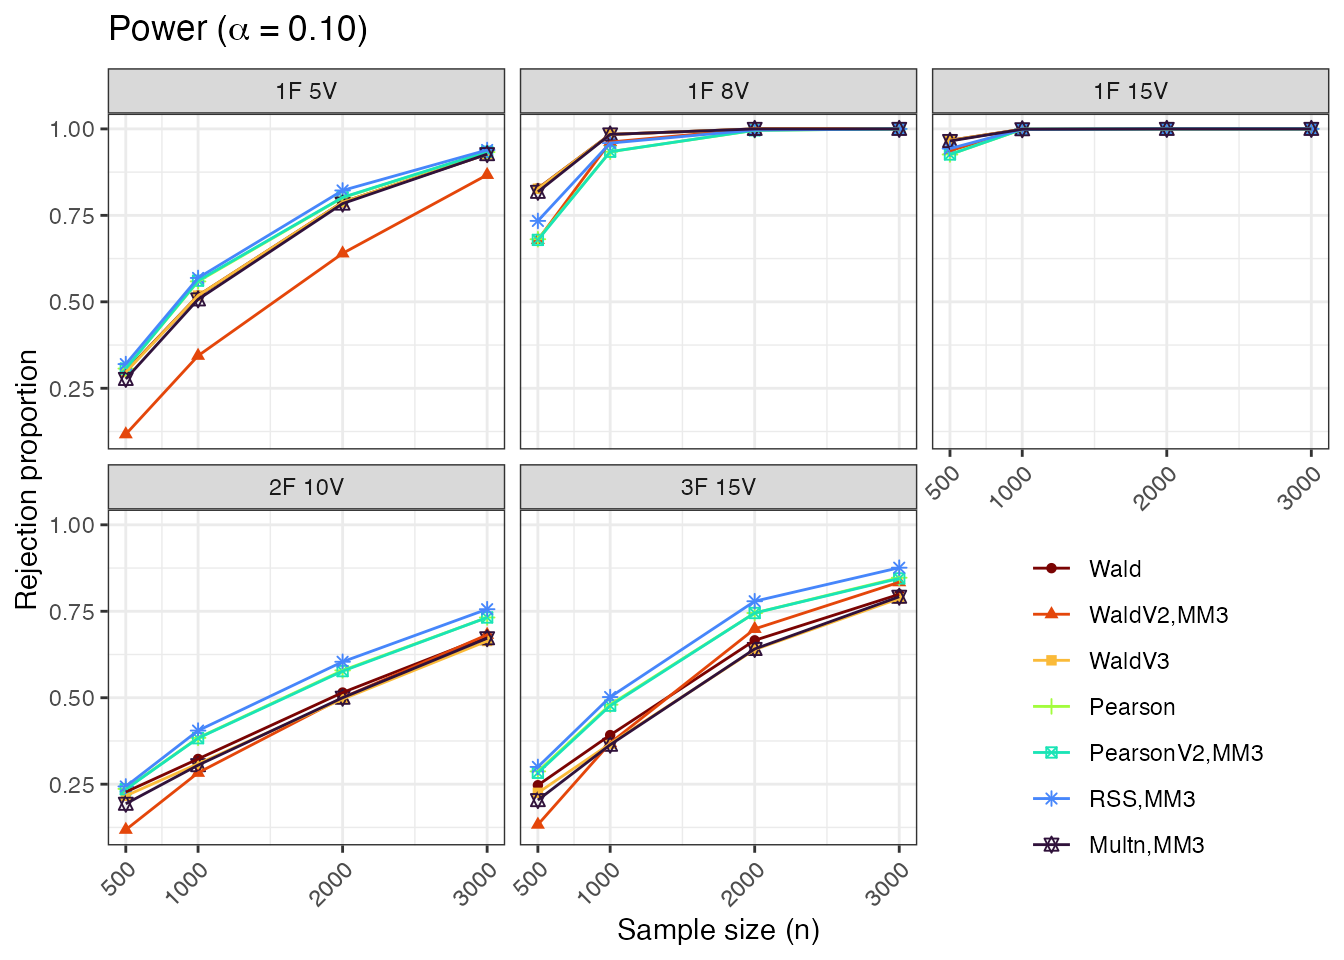 Power (α = 0.10)
1F 5V
1F 8V
1F 15V
1.00
0.75
0.50
0.25
500
1000
2000
3000
2F 10V
3F 15V
1.00
0.75
0.50
0.25
500
1000
2000
3000
500
1000
2000
3000
Rejection proportion
Sample size (n)
Wald
WaldV2,MM3
WaldV3
Pearson
PearsonV2,MM3
RSS,MM3
Multn,MM3